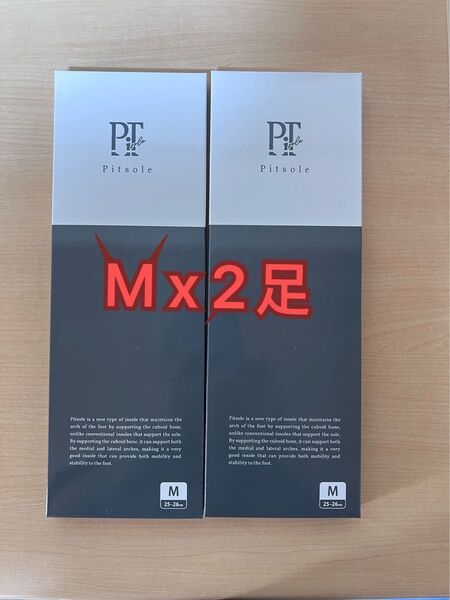 PiT sole
Pitsole
PiT sole
Pitsole
Mx2足
Pitsole is a new type of insole that maintains the
arch of the foot by supporting the cuboid bone,
unlike conventional insoles that support the sole.
By supporting the cuboid bone, it can support both
the medial and lateral arches, making it a very
good insole that can provide both mobility and
stability to the foot.
M
25-26cm
Pitsole is a new type of insole that maintains the
arch of the foot by supporting the cuboid bone,
unlike conventional insoles that support the sole.
By supporting the cuboid bone, it can support both
the medial and lateral arches, making it a very
good insole that can provide both mobility and
stability to the foot.
M
25-26cm